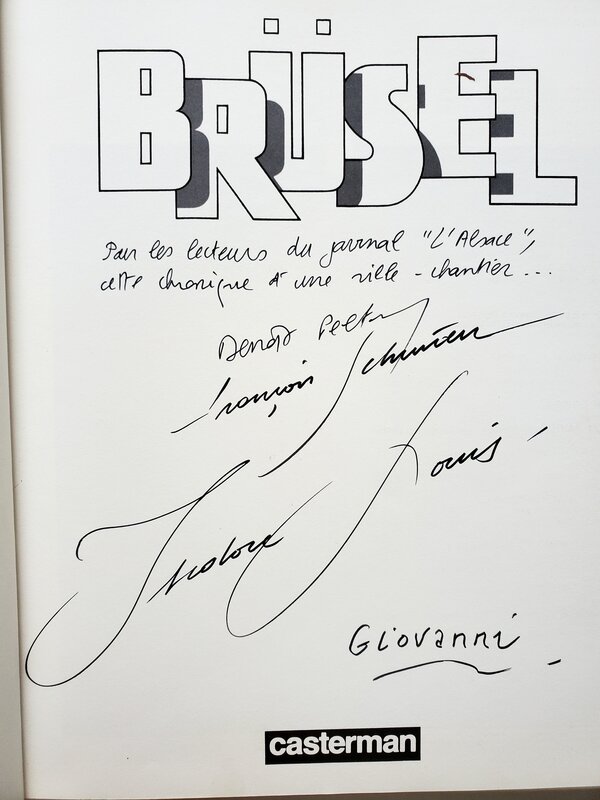 BRÜSEL
Pour les lecteurs du journal "L'Alsace",
cette chronique d'une ville-chantier...
Benoît Peeters
François Schuiten
Isidore Louis
Giovanni
casterman